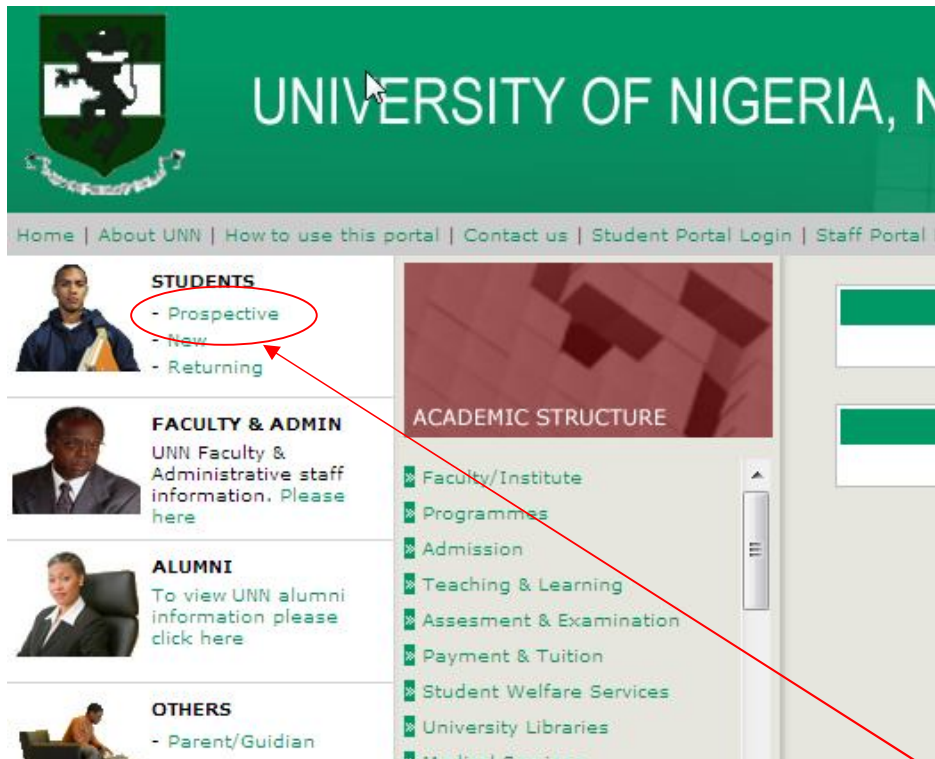 UNIVERSITY OF NIGERIA, N
Home | About UNN | How to use this portal | Contact us | Student Portal Login | Staff Portal
STUDENTS
- Prospective
- New
- Returning
FACULTY & ADMIN
UNN Faculty &
Administrative staff
information. Please
here
ALUMNI
To view UNN alumni
information please
click here
OTHERS
- Parent/Guidian
ACADEMIC STRUCTURE
Faculty/Institute
Programmes
Admission
Teaching & Learning
Assesment & Examination
Payment & Tuition
Student Welfare Services
University Libraries